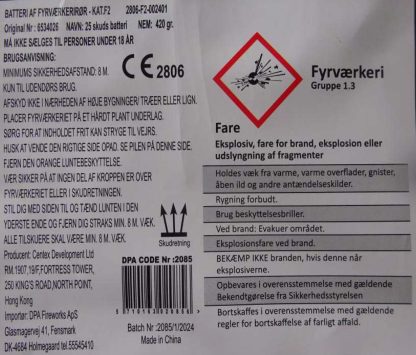 BATTERI AF FYRVÆRKERIRØR - KAT.F2 2806-F2-002401
Original Nr : 6534026 NAVN: 25 skuds batteri NEM: 420 gr.
MÅ IKKE SÆLGES TIL PERSONER UNDER 18 ÅR
BRUGSANVISNING:
MINIMUMS SIKKERHEDSAFSTAND: 8 M.
KUN TIL UDENDØRS BRUG.
CE 2806
AFSKYD IKKE I NÆRHEDEN AF HØJE BYGNINGER/ TRÆER ELLER LIGN.
PLACER FYRVÆRKERIET PÅ ET HÅRDT PLANT UNDERLAG.
SØRG FOR AT INDHOLDET FRIT KAN STRYGE TIL VEJRS.
HUSK AT VENDE DEN RIGTIGE SIDE OPAD. SE PILEN PÅ DENNE SIDE.
FJERN DEN ORANGE LUNTEBESKYTTELSE.
VÆR SIKKER PÅ AT INGEN DEL AF KROPPEN ER OVER
FYRVÆRKERIET ELLER I SKUDRETNINGEN.
STIL DIG MED SIDEN TIL OG TÆND LUNTEN I DEN
YDERSTE ENDE OG FJERN DIG STRAKS MIN. 8 M. VÆK.
ALLE TILSKUERE SKAL VÆRE MIN. 8 M. VÆK.
Skudretning
Producer: Centex Development Ltd
RM.1907,19/F,FORTRESS TOWER,
250 KING'S ROAD,NORTH POINT,
Hong Kong
Importør: DPA Fireworks ApS
Glasmagervej 41, Fensmark
DK-4684 Holmegaard tel.55545410
DPA CODE Nr :2085
Batch Nr :2085/1/2024
Made in China
Fyrværkeri
Gruppe 1.3
Fare
Eksplosiv, fare for brand, eksplosion eller
udslyngning af fragmenter
Holdes væk fra varme, varme overflader, gnister,
åben ild og andre antændelseskilder.
Rygning forbudt.
Brug beskyttelsesbriller.
Ved brand: Evakuer området.
Eksplosionsfare ved brand.
BEKÆMP IKKE branden, hvis denne når
eksplosiverne.
Opbevares i overensstemmelse med gældende
Bekendtgørelse fra Sikkerhedsstyrelsen
Bortskaffes i overensstemmelse med gældende
regler for bortskaffelse af farligt affald.